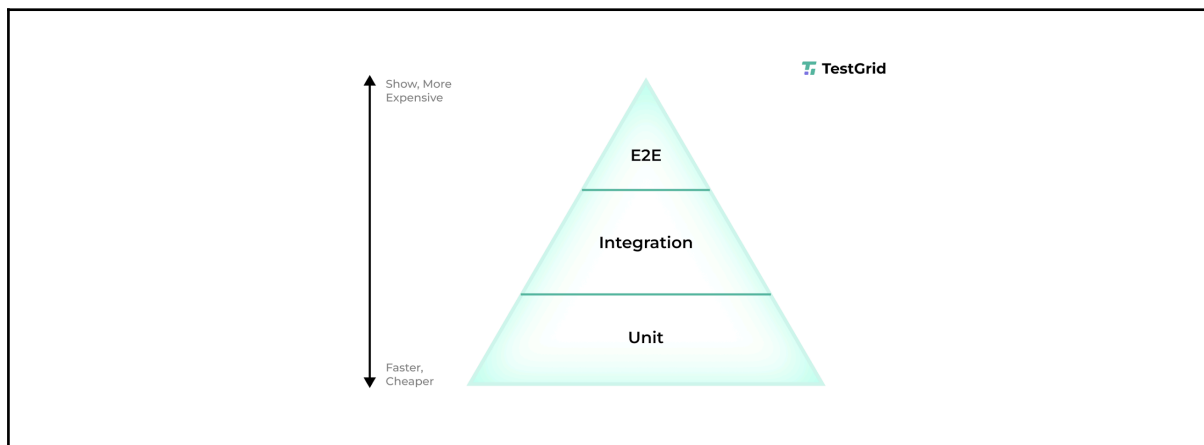 TestGrid
Show, More
Expensive
E2E
Integration
Unit
Faster,
Cheaper